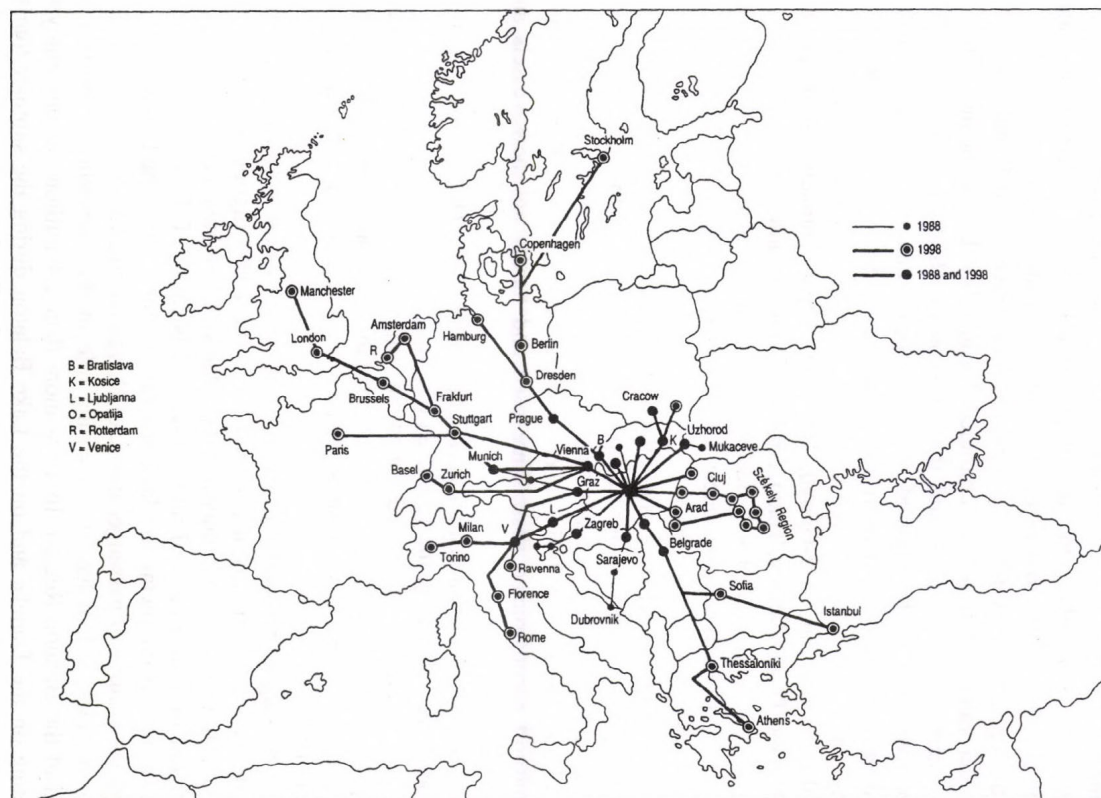 Stockholm
1988
Copenhagen
1998
1988 and 1998
Manchester
Amsterdam
Hamburg
London
R
Berlin
B = Bratislava
K = Kosice
L = Ljubljanna
O = Opatija
R = Rotterdam
V = Venice
Dresden
Brussels
Frakfurt
Cracow
Stuttgart
Prague
Uzhorod
B
K
Mukaceve
Paris
Vienna
Munich
Basel
Zurich
Graz
Cluj
Székely Region
Arad
L
Milan
V
Zagreb
Torino
O
Belgrade
Ravenna
Sarajevo
Florence
Sofia
Dubrovnik
Istanbul
Rome
Thessaloníki
Athens